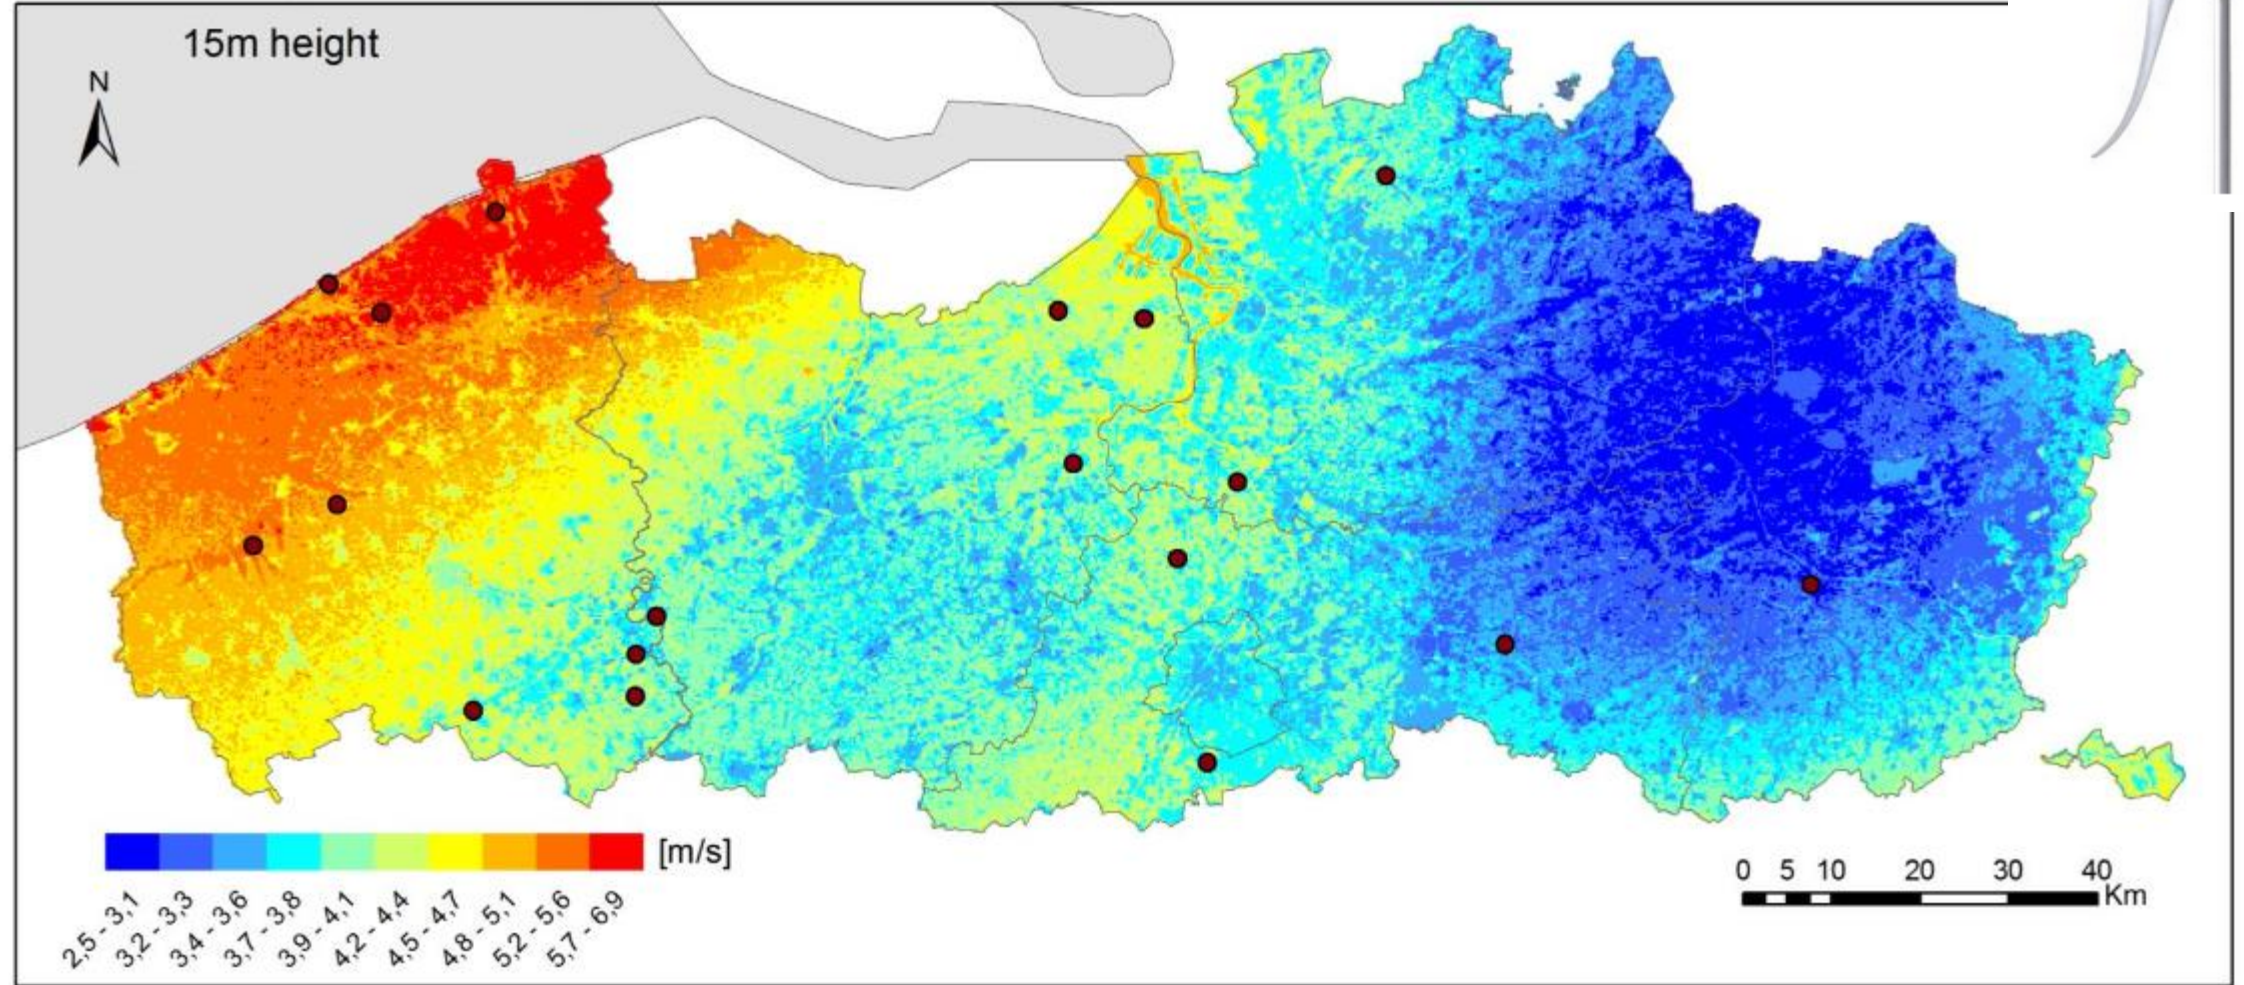 15m height
N
[m/s]
2,5 - 3,1
3,2 - 3,3
3,4 - 3,6
3,7 - 3,8
3,9 - 4,1
4,2 - 4,4
4,5 - 4,7
4,8 - 5,1
5,2 - 5,6
5,7 - 6,9
0 5 10 20 30 40
Km